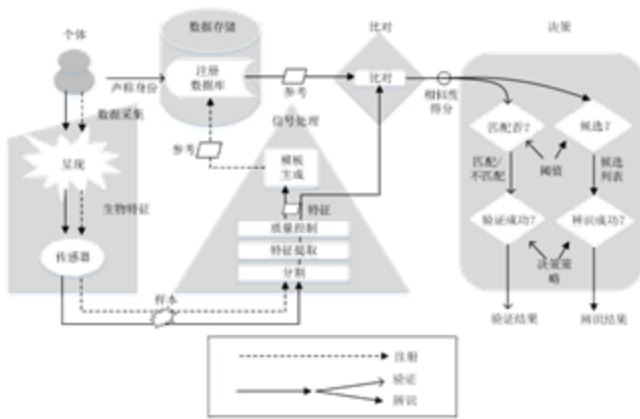 个体
数据存储
比对
决策
声称身份
注册
数据库
参考
比对
相似度
得分
数据采集
信号处理
匹配否?
候选?
呈现
参考
模板
生成
匹配/
不匹配
阈值
候选
列表
生物特征
特征
质量控制
验证成功?
辨识成功?
传感器
特征提取
分割
决策策
略
样本
验证结果
辨识结果
注册
验证
辨识